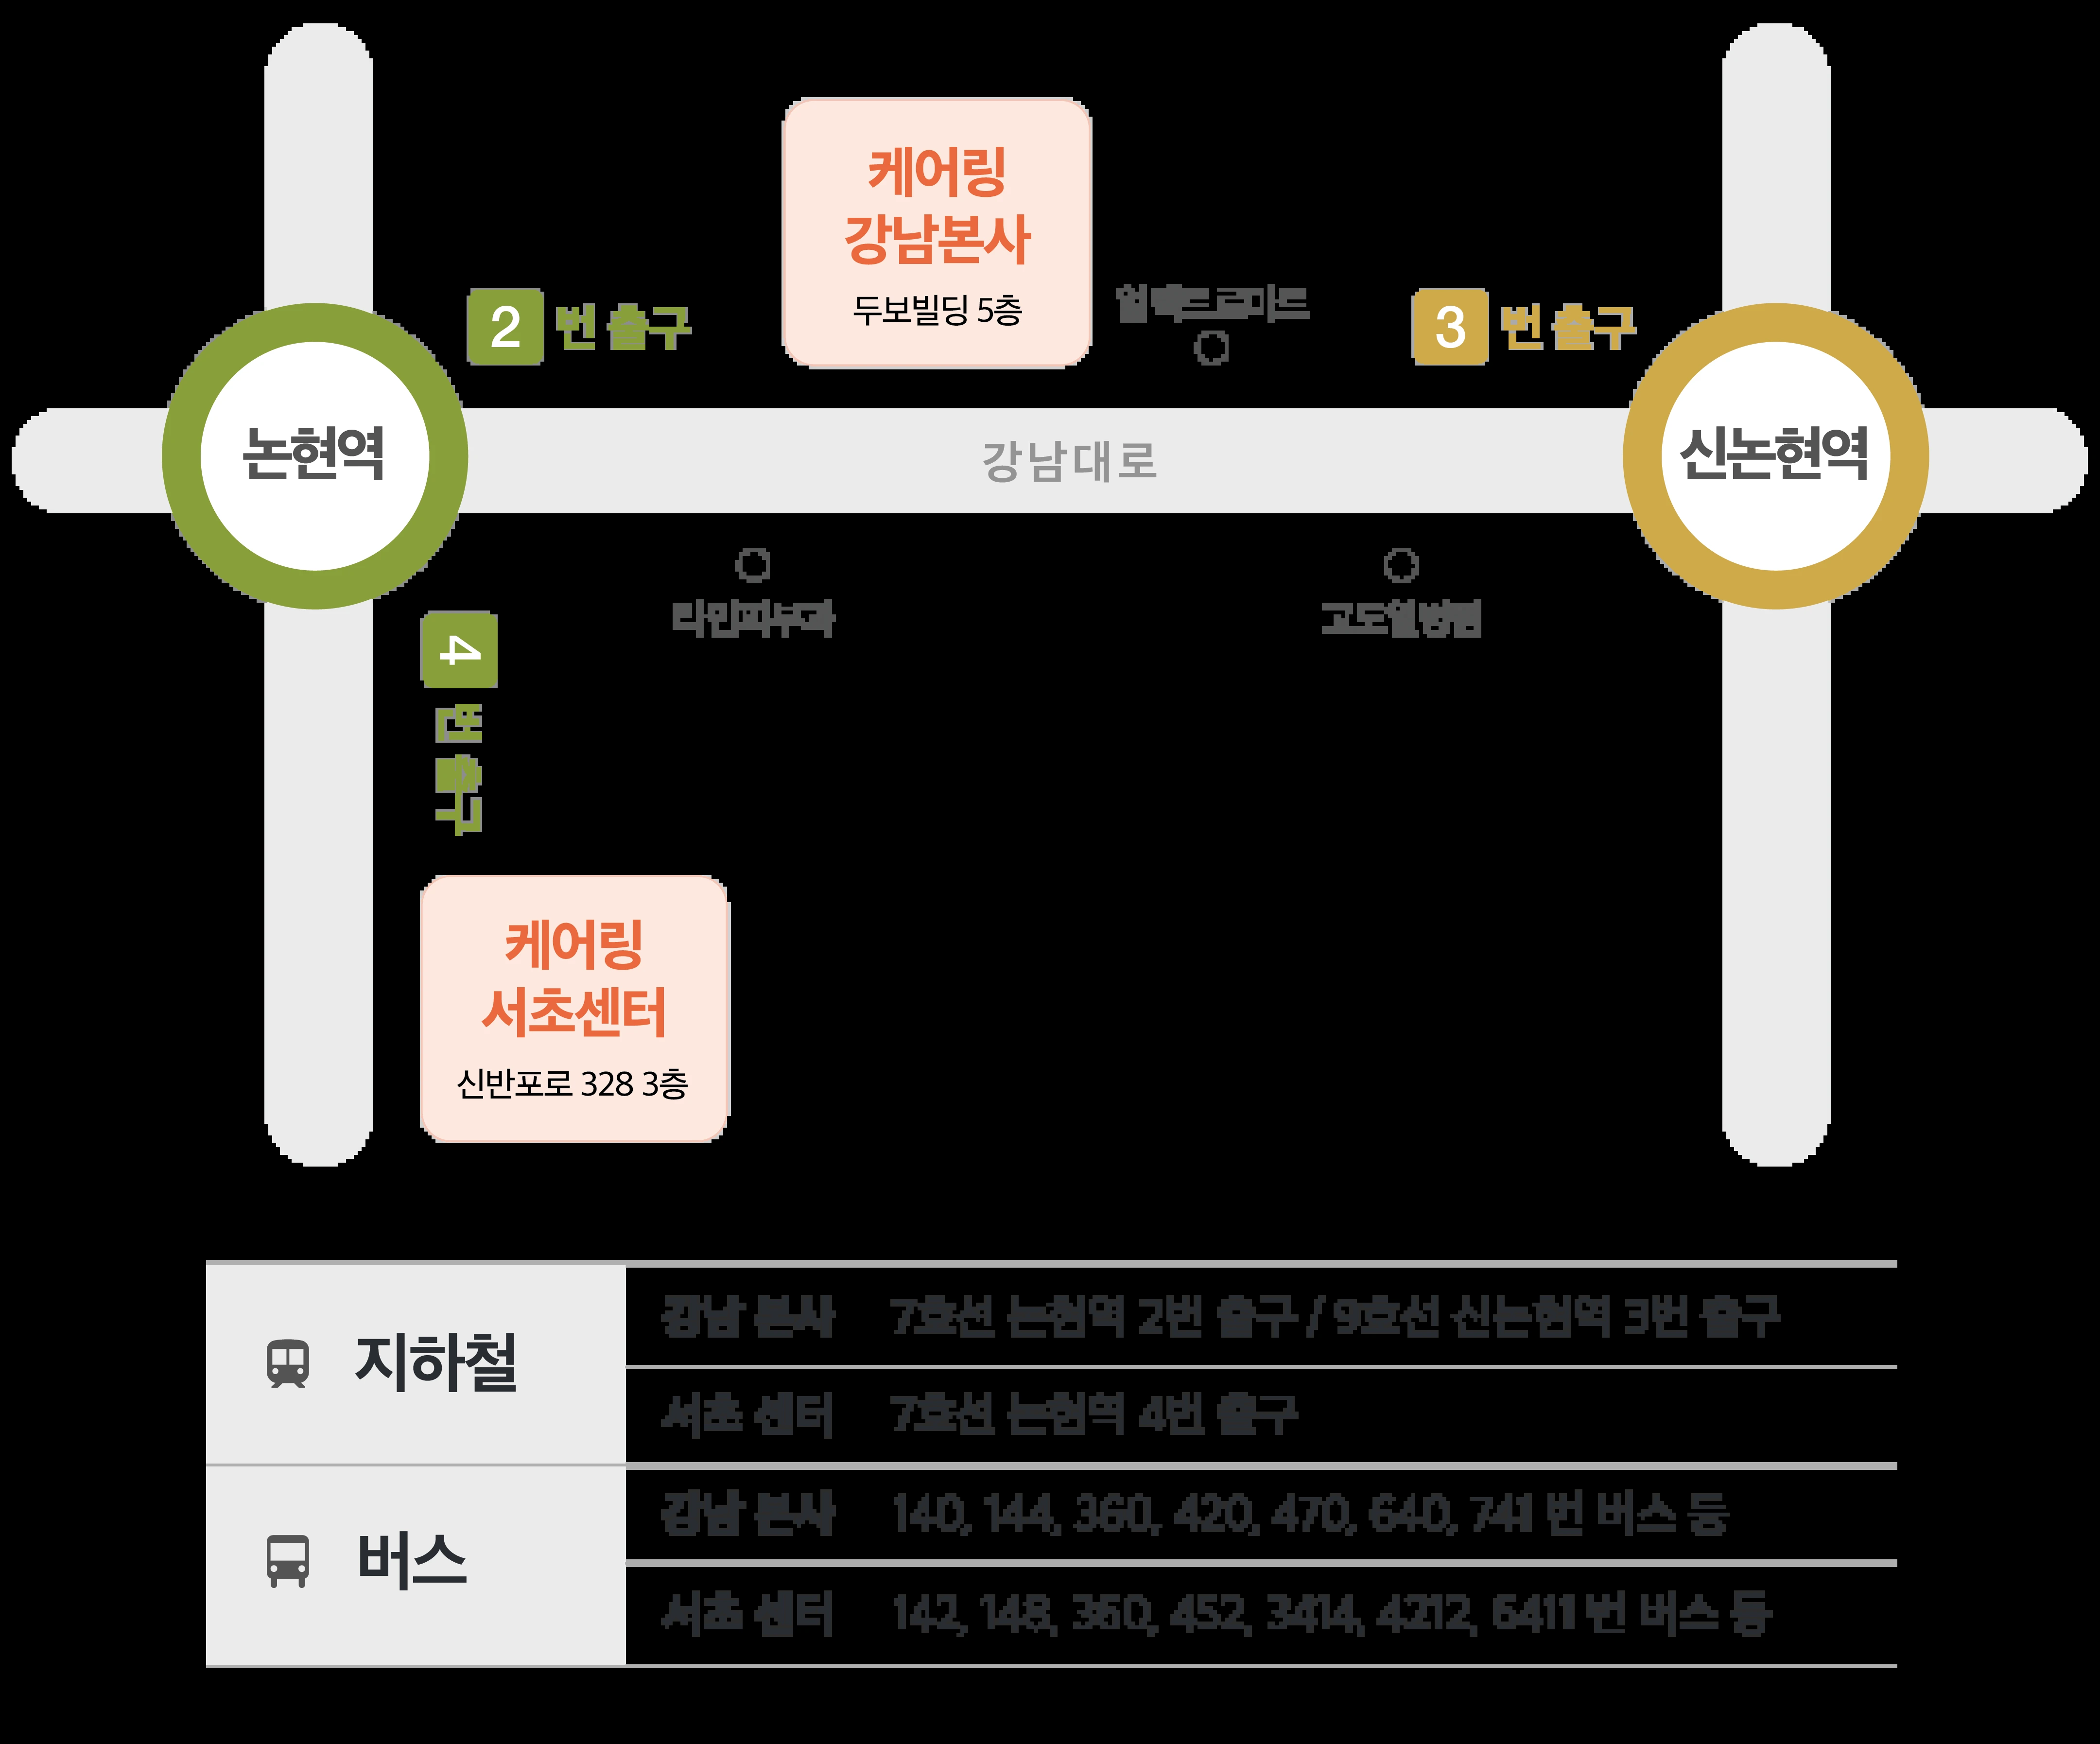 케어링
강남본사
두보빌딩 5층
2 번 출구
3 번 출구
논현역
강남대로
신논현역
고도일병원
4 번 출구
케어링
서초센터
신반포로 328 3층
지하철
강남 본사 7호선 논현역 2번 출구 / 9호선 신논현역 3번 출구
서초 센터 7호선 논현역 4번 출구
버스
강남 본사 140, 144, 360, 420, 470, 640, 741 번 버스 등
서초 센터 142, 148, 360, 452, 3414, 4212, 6411 번 버스 등